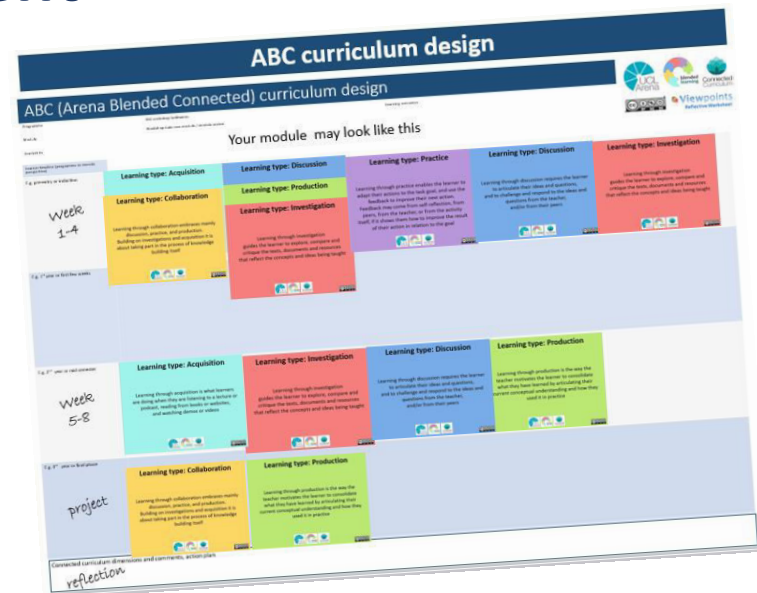 ABC curriculum design
ABC (Arena Blended Connected) curriculum design
UCL
Arena
blended
learning
Connected
Curriculum
Viewpoints
Your module may look like this
Week
1-4
Learning type: Acquisition
Learning type: Collaboration
Learning through collaboration embraces mainly
discussion, practice, and production.
Building on investigations and acquisition it is
about taking part in the process of knowledge
building itself
Learning type: Discussion
Learning type: Production
Learning type: Investigation
Learning through investigation
guides the learner to explore, compare and
critique the texts, documents and resources
that reflect the concepts and ideas being taught
Learning type: Practice
Learning through practice enables the learner to
adapt their actions to the task goal, and use the
feedback to improve their next action.
Feedback may come from self-reflection, from
peers, from the teacher, or from the activity
itself, if it shows them how to improve the result
of their action in relation to the goal
Learning type: Discussion
Learning through discussion requires the learner
to articulate their ideas and questions,
and to challenge and respond to the ideas and
questions from the teacher,
and/or from their peers
Learning type: Investigation
Learning through investigation
guides the learner to explore, compare and
critique the texts, documents and resources
that reflect the concepts and ideas being taught
Week
5-8
Learning type: Acquisition
Learning through acquisition is what learners
are doing when they are listening to a lecture or
podcast, reading from books or websites,
and watching demos or videos
Learning type: Investigation
Learning through investigation
guides the learner to explore, compare and
critique the texts, documents and resources
that reflect the concepts and ideas being taught
Learning type: Discussion
Learning through discussion requires the learner
to articulate their ideas and questions,
and to challenge and respond to the ideas and
questions from the teacher,
and/or from their peers
Learning type: Production
Learning through production is the way the
teacher motivates the learner to consolidate
what they have learned by articulating their
current conceptual understanding and how they
used it in practice
project
Learning type: Collaboration
Learning through collaboration embraces mainly
discussion, practice, and production.
Building on investigations and acquisition it is
about taking part in the process of knowledge
building itself
Learning type: Production
Learning through production is the way the
teacher motivates the learner to consolidate
what they have learned by articulating their
current conceptual understanding and how they
used it in practice
Connected curriculum dimensions and comments, action plan
reflection